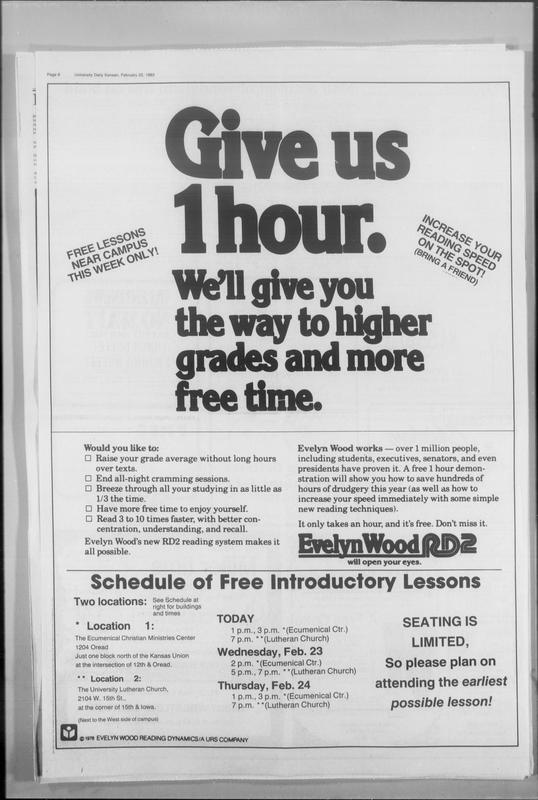 Page 8 University Daily Kansan, February 22, 1983
Give us
1 hour.
FREE LESSONS
NEAR CAMPUS
THIS WEEK ONLY!
INCREASE YOUR
READING SPEED
ON THE SPOT!
(BRING A FRIEND)
We'll give you
the way to higher
grades and more
free time.
Would you like to:
☐ Raise your grade average without long hours
over texts.
☐ End all-night cramming sessions.
☐ Breeze through all your studying in as little as
1/3 the time.
☐ Have more free time to enjoy yourself.
☐ Read 3 to 10 times faster, with better con-
centration, understanding, and recall.
Evelyn Wood's new RD2 reading system makes it
all possible.
Evelyn Wood works — over 1 million people,
including students, executives, senators, and even
presidents have proven it. A free 1 hour demon-
stration will show you how to save hundreds of
hours of drudgery this year (as well as how to
increase your speed immediately with some simple
new reading techniques).
It only takes an hour, and it's free. Don't miss it.
Evelyn Wood RD2
will open your eyes.
Schedule of Free Introductory Lessons
Two locations: See Schedule at
right for buildings
and times
* Location 1:
The Ecumenical Christian Ministries Center
1204 Oread
Just one block north of the Kansas Union
at the intersection of 12th & Oread.
** Location 2:
The University Lutheran Church,
2104 W. 15th St.,
at the corner of 15th & Iowa.
(Next to the West side of campus)
TODAY
1 p.m., 3 p.m. *(Ecumenical Ctr.)
7 p.m. **(Lutheran Church)
Wednesday, Feb. 23
2 p.m. *(Ecumenical Ctr.)
5 p.m., 7 p.m. **(Lutheran Church)
Thursday, Feb. 24
1 p.m., 3 p.m. *(Ecumenical Ctr.)
7 p.m. **(Lutheran Church)
SEATING IS
LIMITED,
So please plan on
attending the earliest
possible lesson!
© 1978 EVELYN WOOD READING DYNAMICS/A URS COMPANY